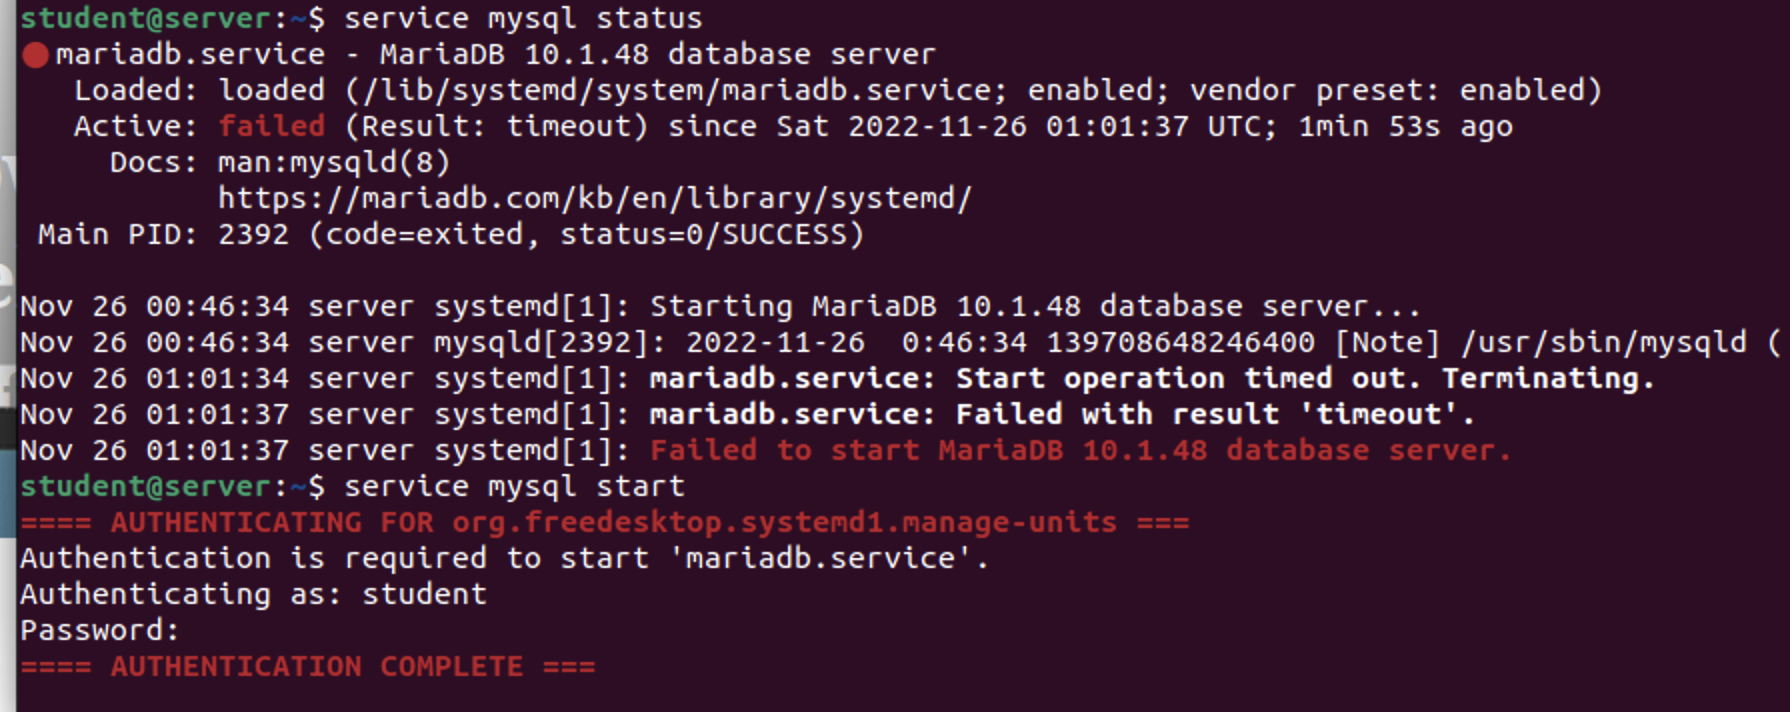 student@server:~$ service mysql status
mariadb.service - MariaDB 10.1.48 database server
Loaded: loaded (/lib/systemd/system/mariadb.service; enabled; vendor preset: enabled)
Active: failed (Result: timeout) since Sat 2022-11-26 01:01:37 UTC; 1min 53s ago
Docs: man:mysqld(8)
https://mariadb.com/kb/en/library/systemd/
Main PID: 2392 (code=exited, status=0/SUCCESS)
Nov 26 00:46:34 server systemd[1]: Starting MariaDB 10.1.48 database server...
Nov 26 00:46:34 server mysqld[2392]: 2022-11-26  0:46:34 139708648246400 [Note] /usr/sbin/mysqld (
Nov 26 01:01:34 server systemd[1]: mariadb.service: Start operation timed out. Terminating.
Nov 26 01:01:37 server systemd[1]: mariadb.service: Failed with result 'timeout'.
Nov 26 01:01:37 server systemd[1]: Failed to start MariaDB 10.1.48 database server.
student@server:~$ service mysql start
==== AUTHENTICATING FOR org.freedesktop.systemd1.manage-units ===
Authentication is required to start 'mariadb.service'.
Authenticating as: student
Password:
==== AUTHENTICATION COMPLETE ===